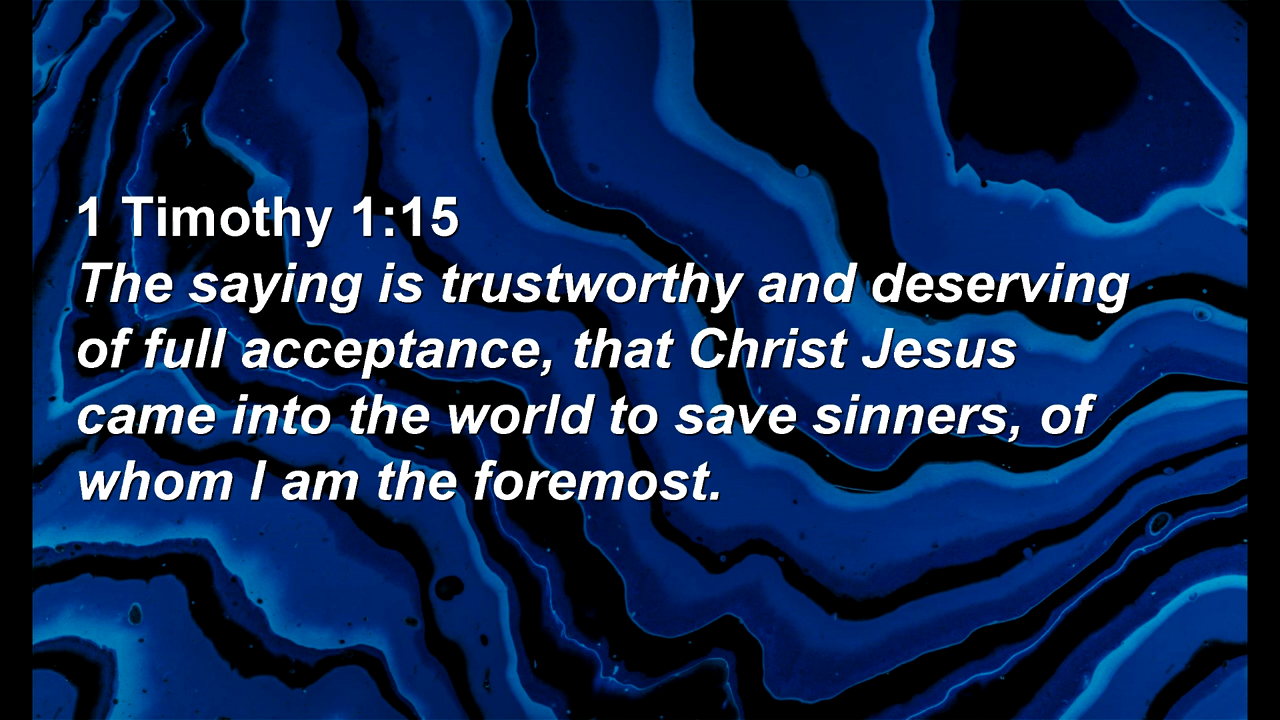 1 Timothy 1:15
The saying is trustworthy and deserving
of full acceptance, that Christ Jesus
came into the world to save sinners, of
whom I am the foremost.